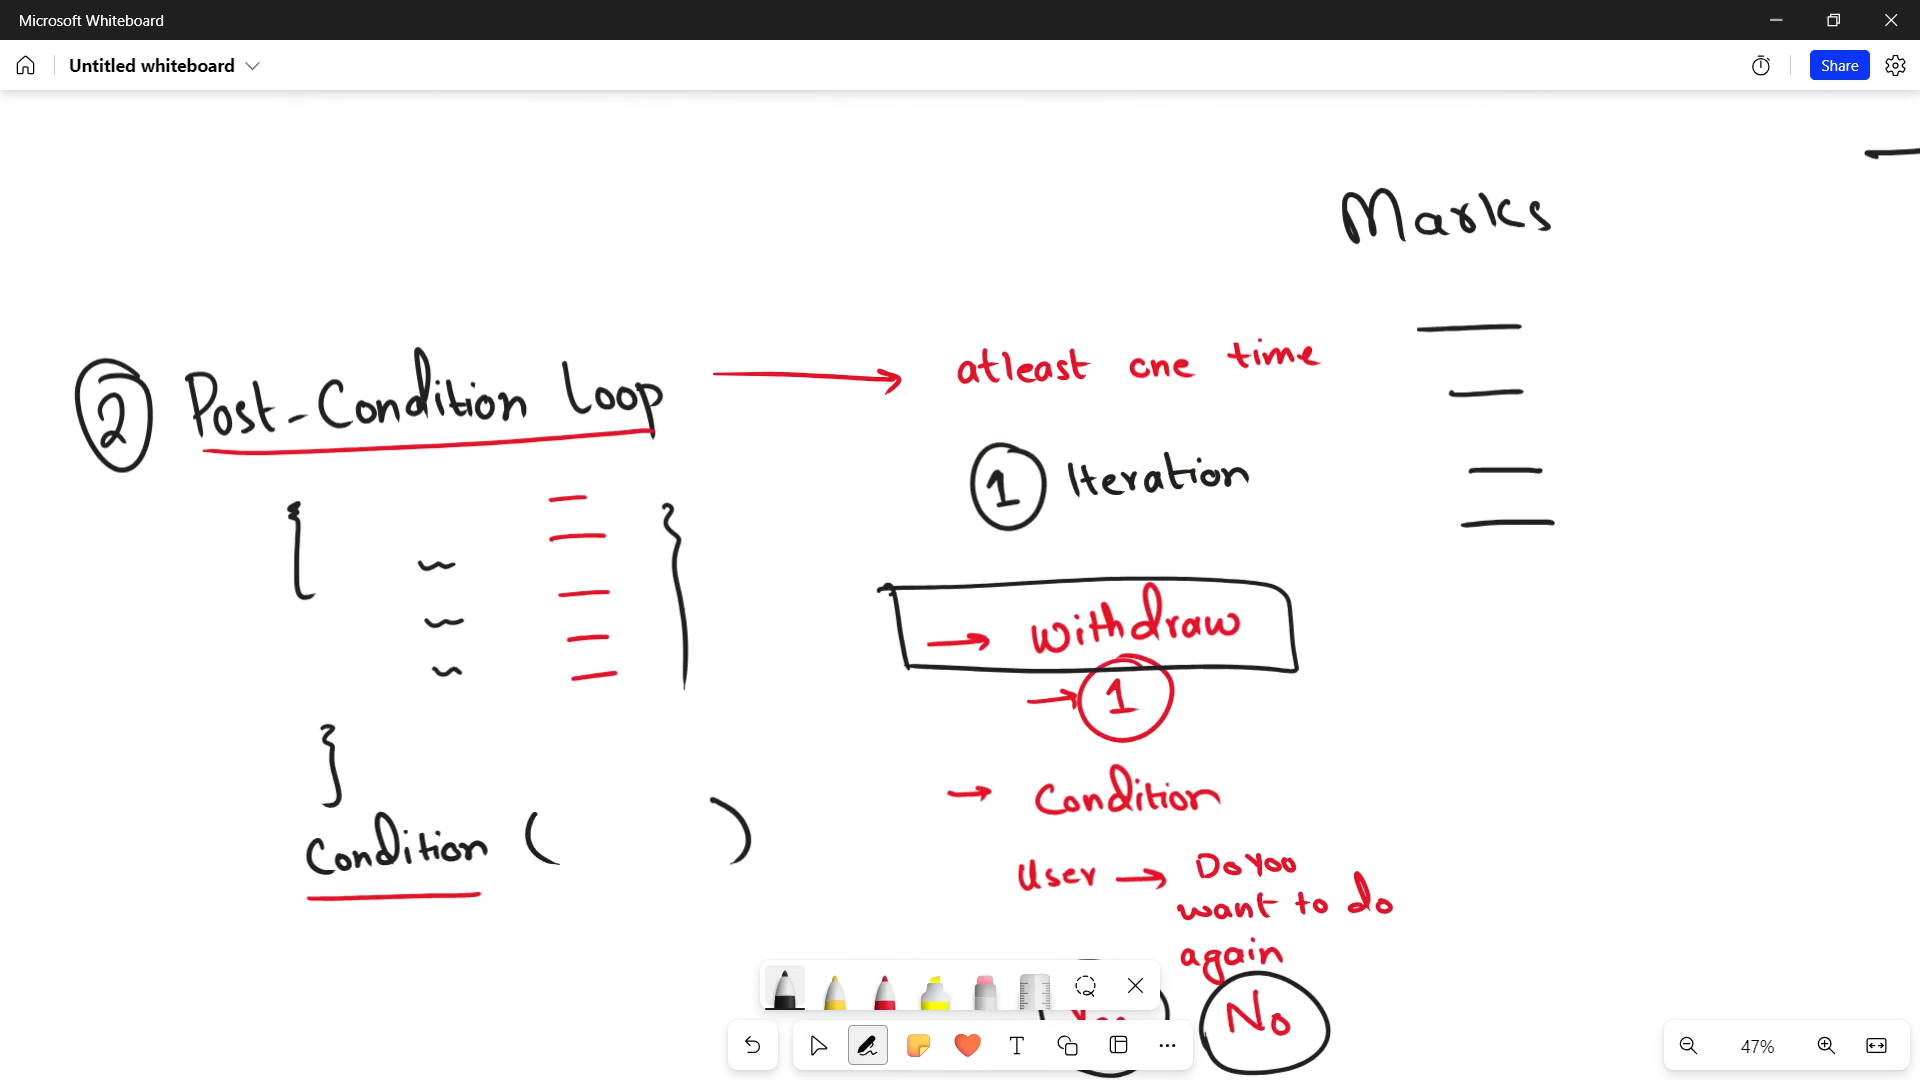 Microsoft Whiteboard
Untitled whiteboard
Share
Marks
2 Post-Condition Loop
atleast one time
1 Iteration
{ }
withdraw
1
}
Condition ( )
Condition
User
Do you
want to do
again
No
47%